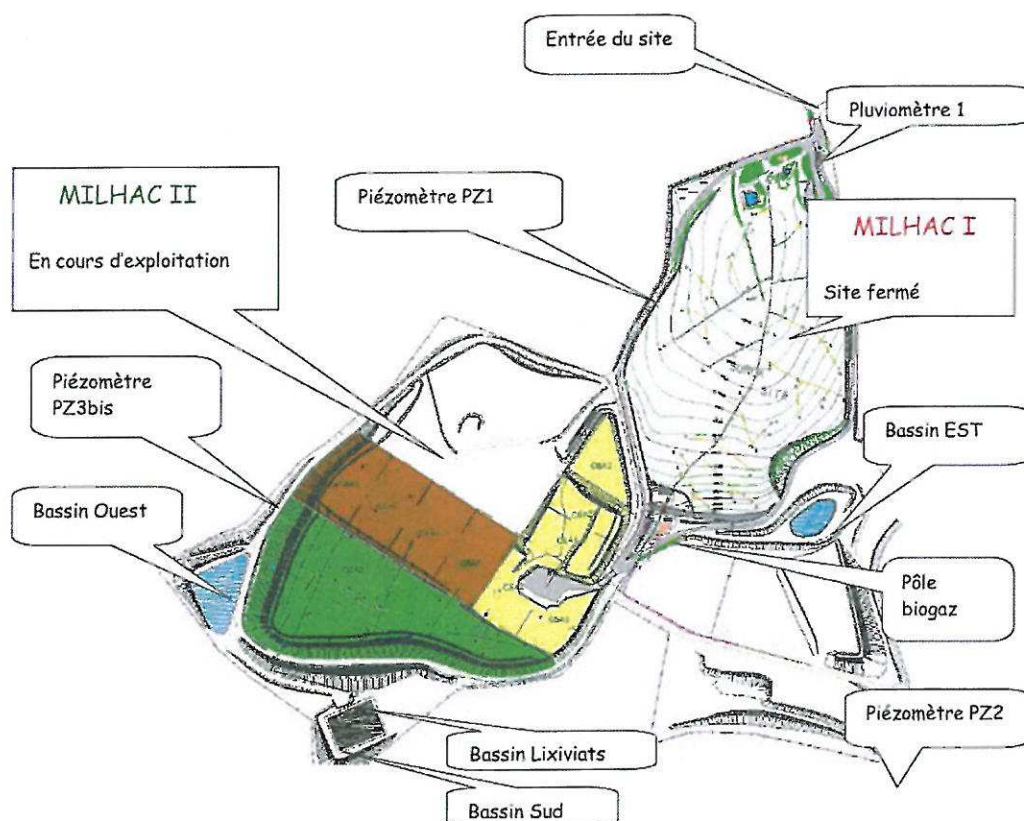 Entrée du site
Pluviomètre 1
MILHAC II
En cours d'exploitation
Piézomètre PZ1
MILHAC I
Site fermé
Piézomètre
PZ3bis
Bassin EST
Bassin Ouest
Pôle
biogaz
Piézomètre PZ2
Bassin Lixiviats
Bassin Sud